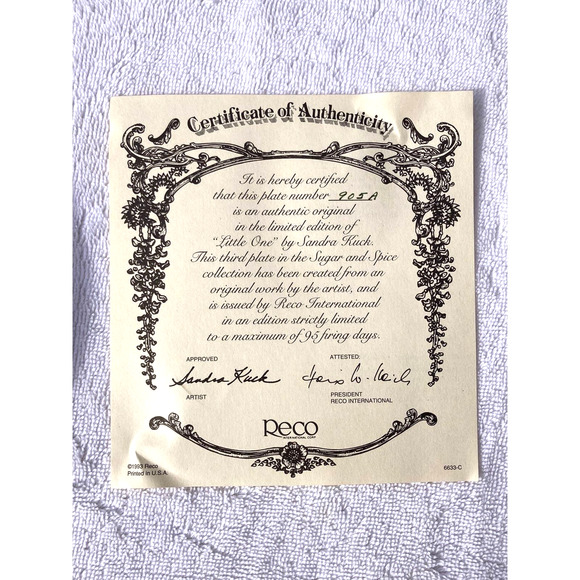 Certificate of Authenticity
It is hereby certified
that this plate number 905A
is an authentic original
in the limited edition of
"Little One" by Sandra Kuck.
This third plate in the Sugar and Spice
collection has been created from an
original work by the artist, and
is issued by Reco International
in an edition strictly limited
to a maximum of 95 firing days.
APPROVED
ATTESTED:
Sandra Kuck
ARTIST
PRESIDENT
RECO INTERNATIONAL
Reco
INTERNATIONAL CORP.
©1993 Reco
Printed in U.S.A.
6633-C